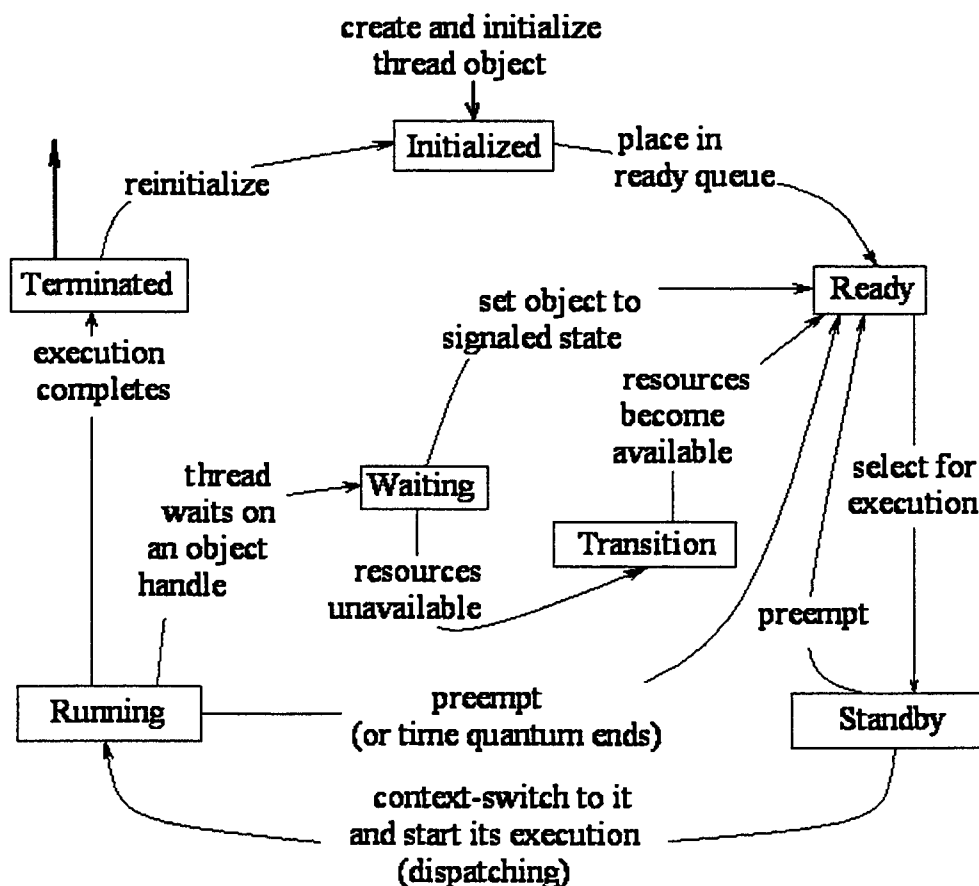 create and initialize
thread object
Initialized
place in
ready queue
reinitialize
Terminated
Ready
set object to
signaled state
execution
completes
resources
become
available
thread
waits on
an object
handle
Waiting
select for
execution
Transition
resources
unavailable
preempt
Running
preempt
(or time quantum ends)
Standby
context-switch to it
and start its execution
(dispatching)